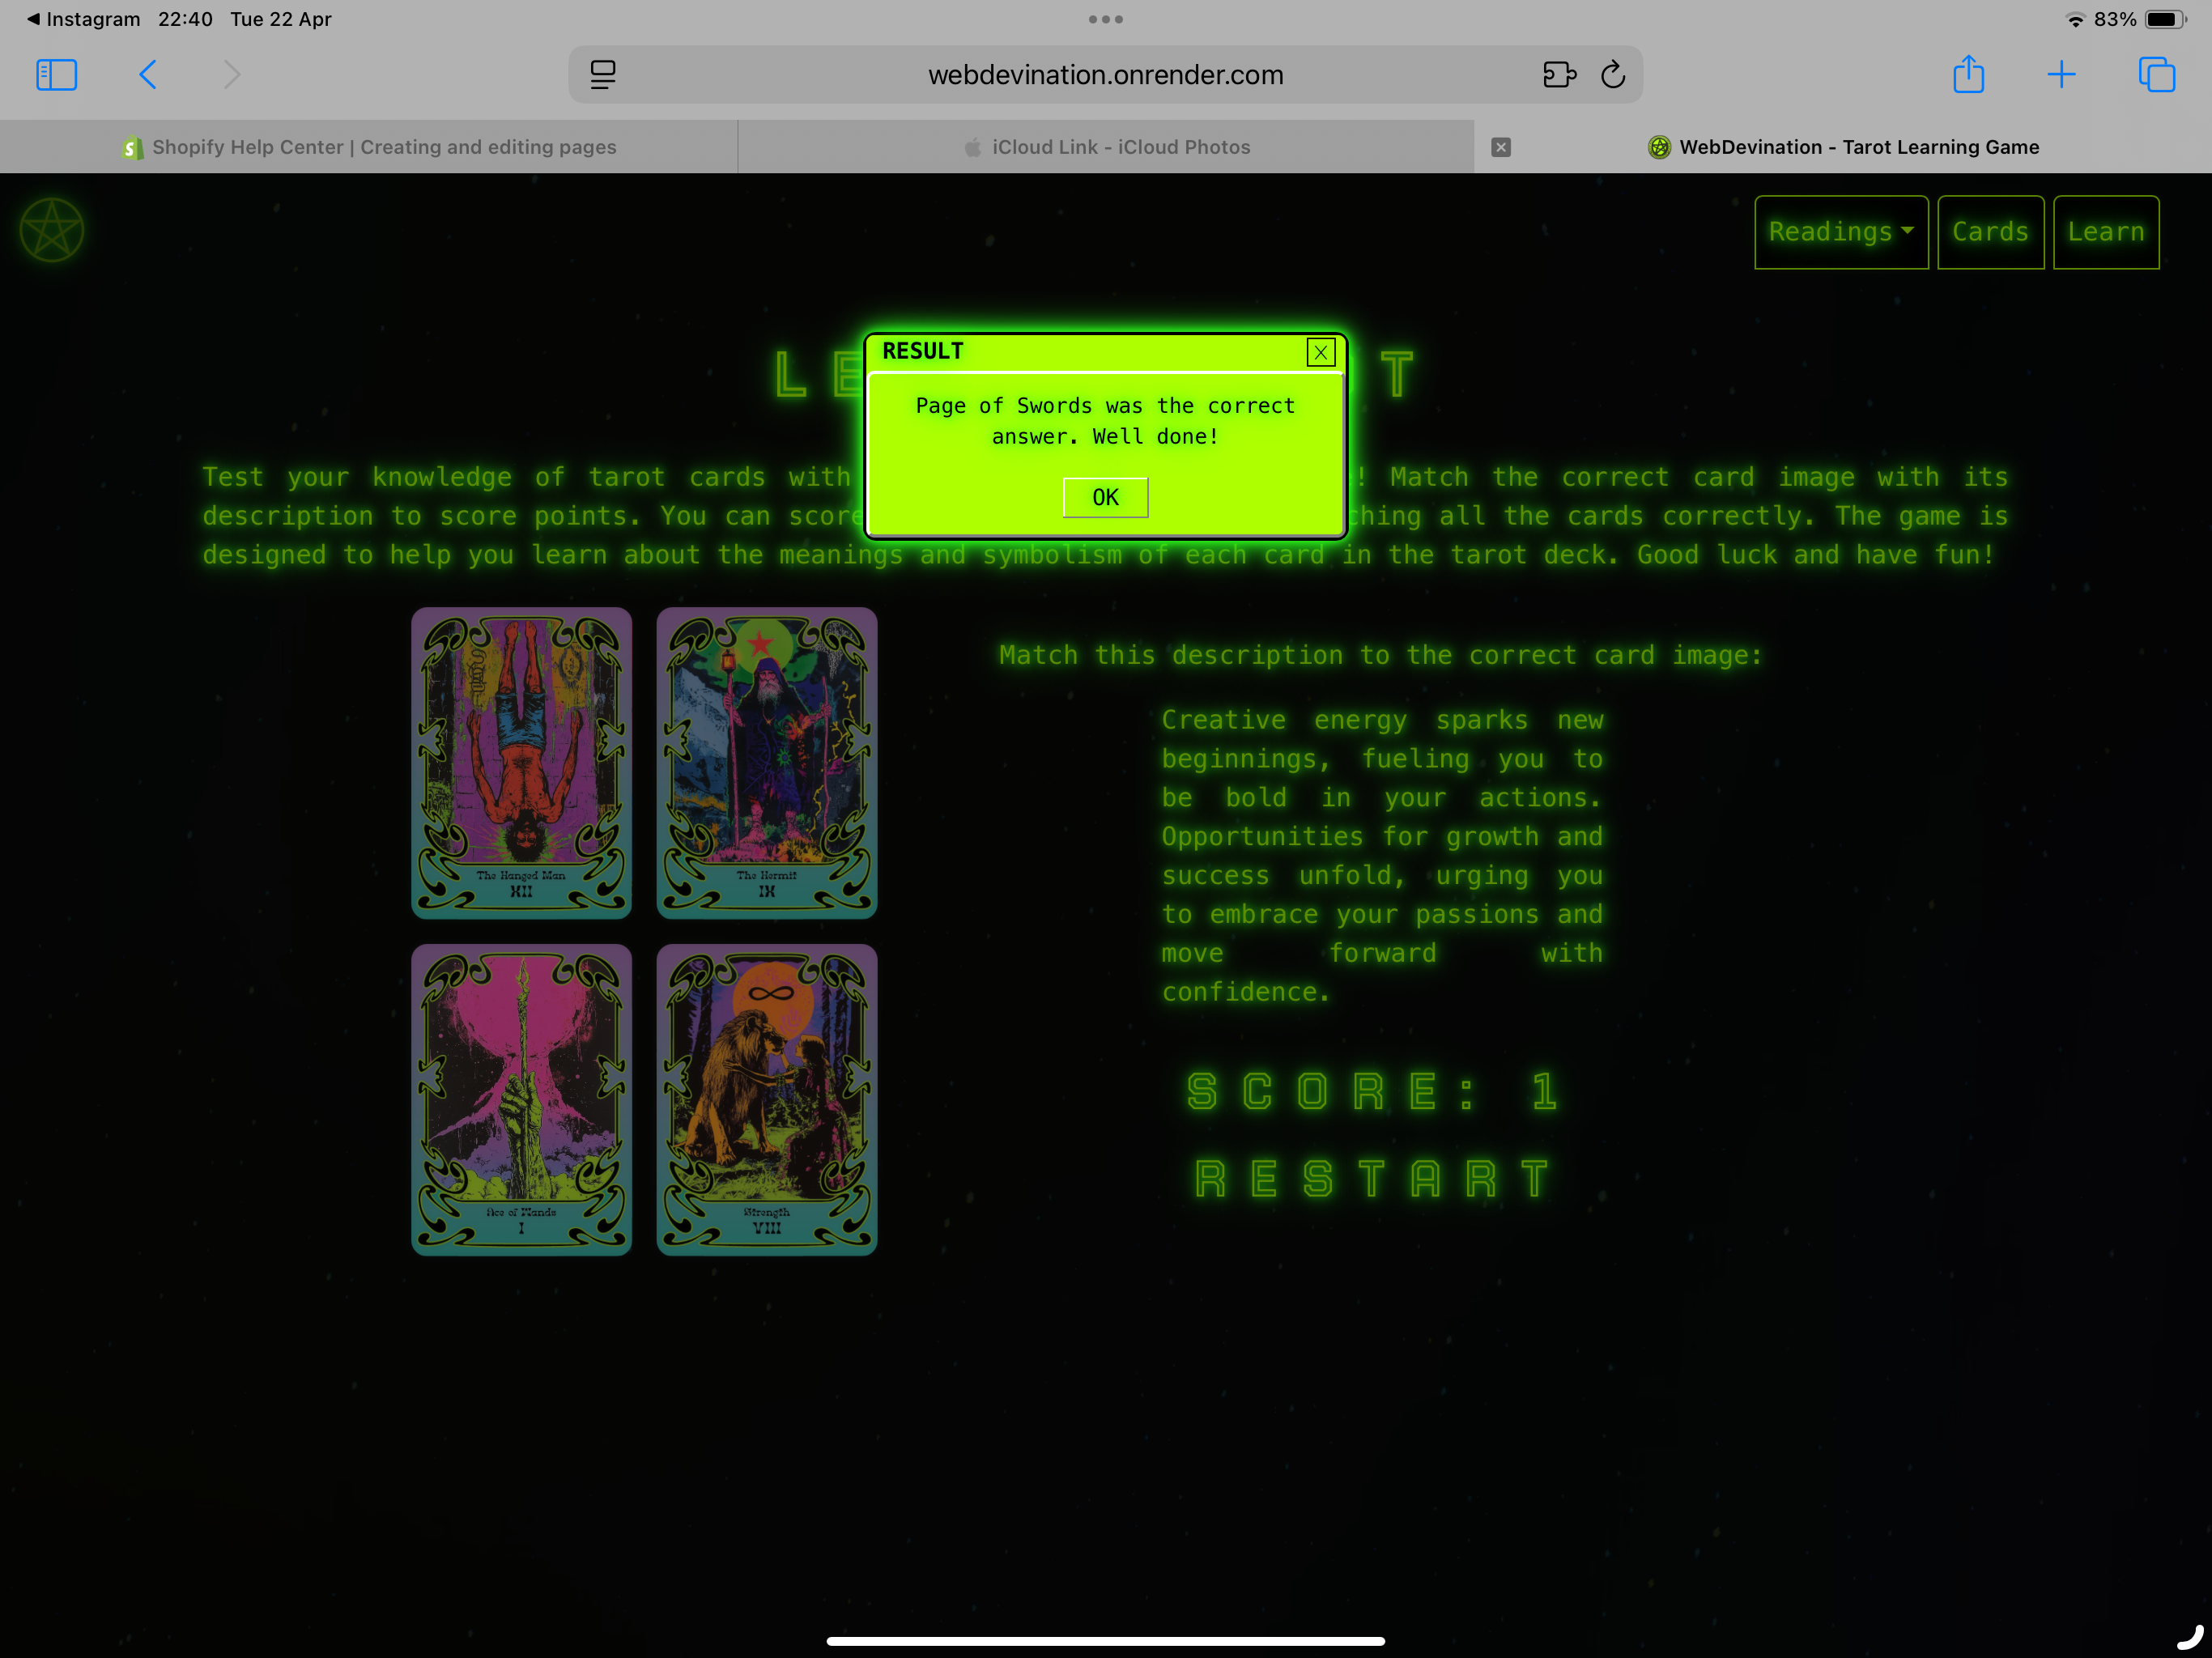 Instagram 22:40 Tue 22 Apr 83%
webdevination.onrender.com
Shopify Help Center | Creating and editing pages
iCloud Link - iCloud Photos
WebDevination - Tarot Learning Game
Readings Cards Learn
RESULT
Page of Swords was the correct
answer. Well done!
OK
L T
Test your knowledge of tarot cards with ! Match the correct card image with its
description to score points. You can score ching all the cards correctly. The game is
designed to help you learn about the meanings and symbolism of each card in the tarot deck. Good luck and have fun!
The Hanged Man
XII
The Hermit
IX
Ace of Wands
I
Strength
VIII
Match this description to the correct card image:
Creative energy sparks new
beginnings, fueling you to
be bold in your actions.
Opportunities for growth and
success unfold, urging you
to embrace your passions and
move forward with
confidence.
SCORE: 1
RESTART